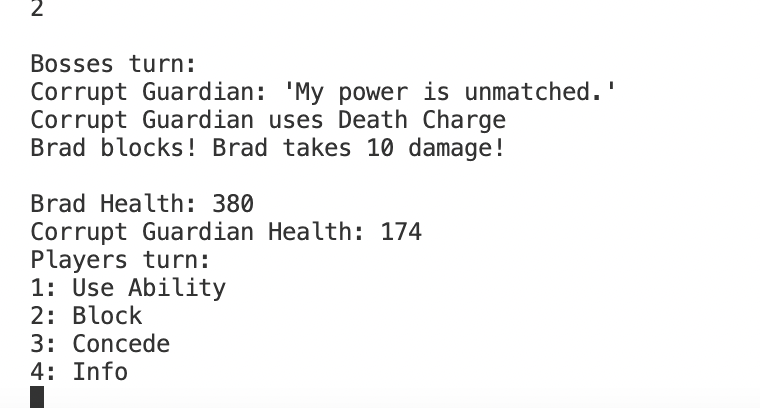 2
Bosses turn:
Corrupt Guardian: 'My power is unmatched.'
Corrupt Guardian uses Death Charge
Brad blocks! Brad takes 10 damage!
Brad Health: 380
Corrupt Guardian Health: 174
Players turn:
1: Use Ability
2: Block
3: Concede
4: Info